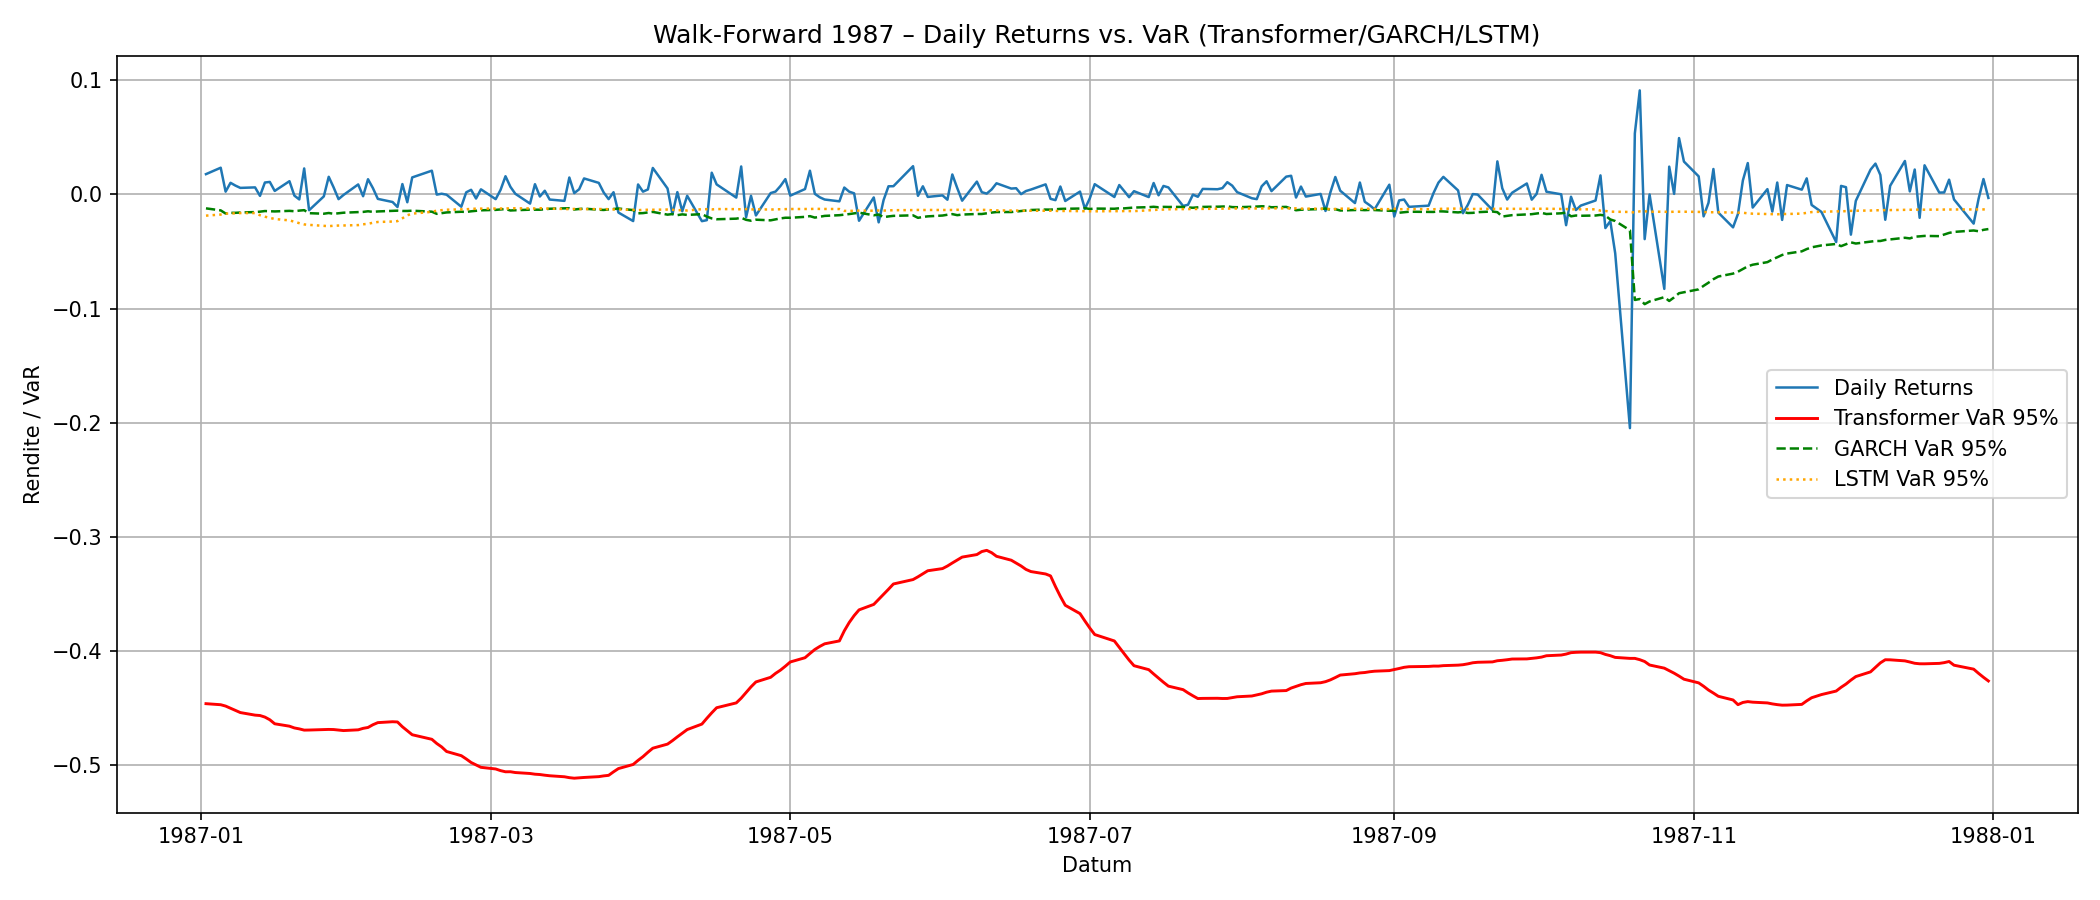 Walk-Forward 1987 – Daily Returns vs. VaR (Transformer/GARCH/LSTM)
Rendite / VaR
0.1
0.0
−0.1
−0.2
−0.3
−0.4
−0.5
Daily Returns
Transformer VaR 95%
GARCH VaR 95%
LSTM VaR 95%
1987-01
1987-03
1987-05
1987-07
1987-09
1987-11
1988-01
Datum